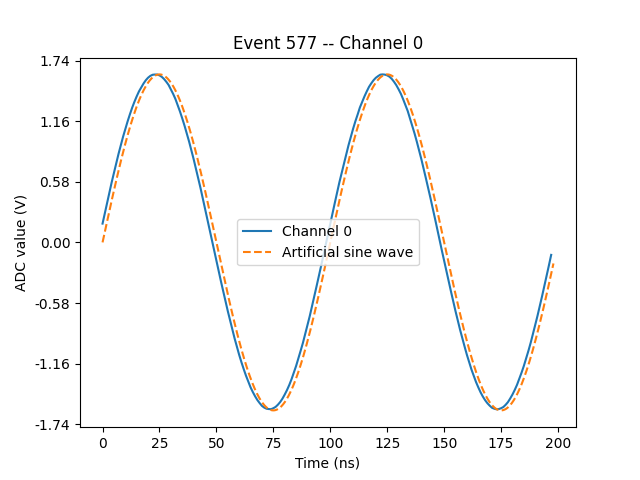 Event 577 -- Channel 0
1.74
1.16
0.58
0.00
-0.58
-1.16
-1.74
ADC value (V)
Channel 0
Artificial sine wave
0 25 50 75 100 125 150 175 200
Time (ns)